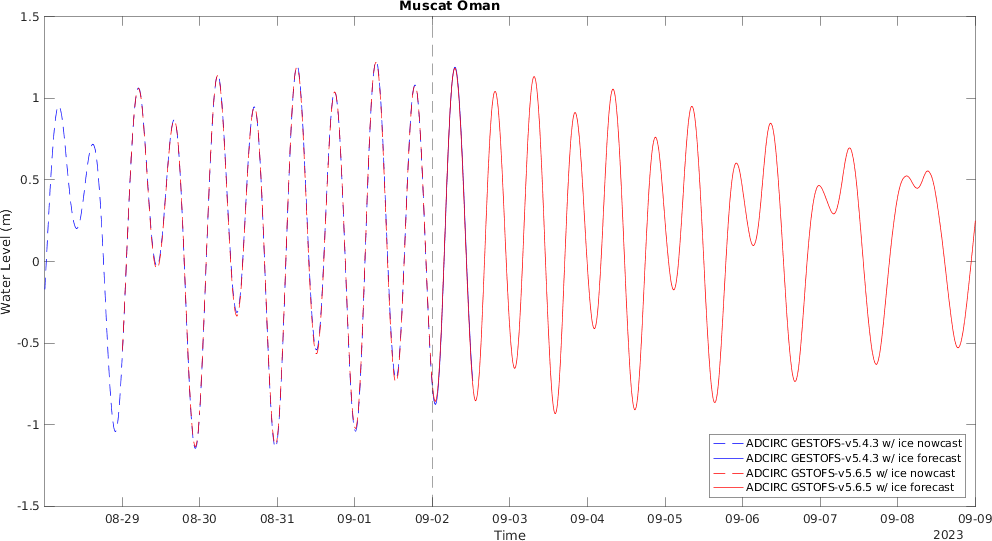 Muscat Oman
1.5
1
0.5
0
-0.5
-1
-1.5
Water Level (m)
08-29 08-30 08-31 09-01 09-02 09-03 09-04 09-05 09-06 09-07 09-08 09-09
Time
2023
ADCIRC GESTOFS-v5.4.3 w/ ice nowcast
ADCIRC GESTOFS-v5.4.3 w/ ice forecast
ADCIRC GSTOFS-v5.6.5 w/ ice nowcast
ADCIRC GSTOFS-v5.6.5 w/ ice forecast